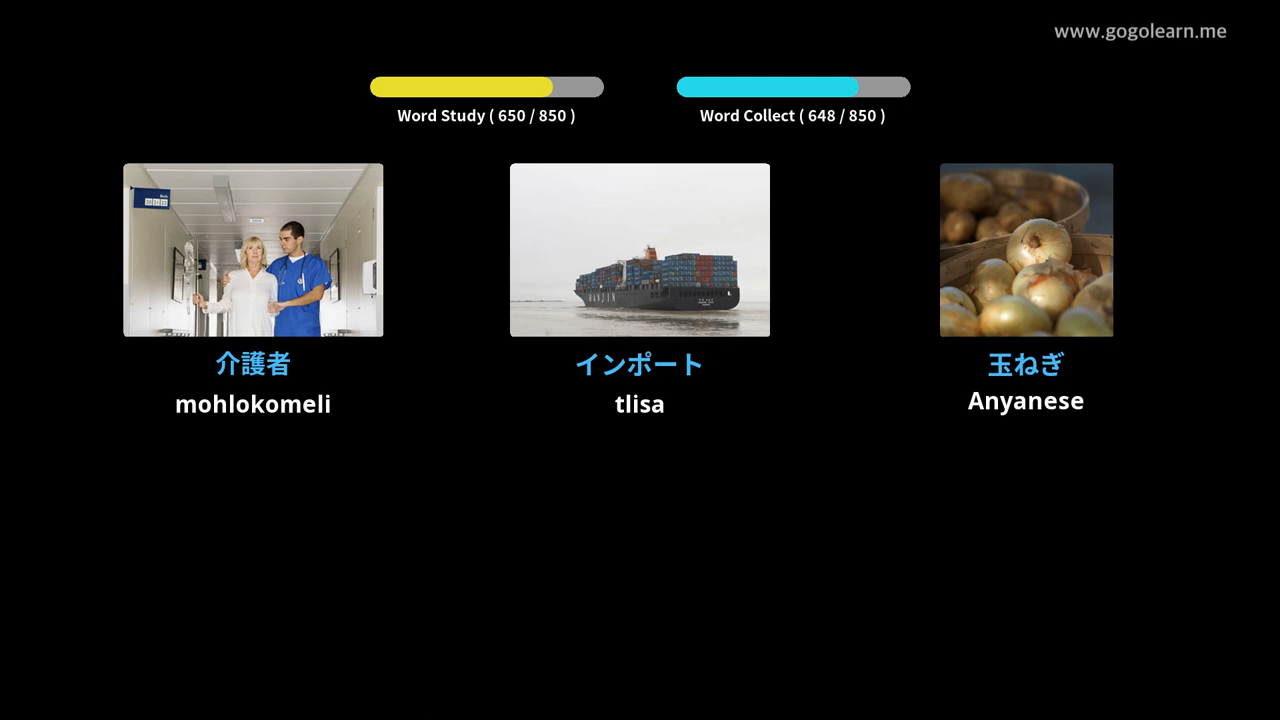 www.gogolearn.me
Word Study ( 650 / 850 )
Word Collect ( 648 / 850 )
介護者
インポート
玉ねぎ
mohlokomeli
tlisa
Anyanese